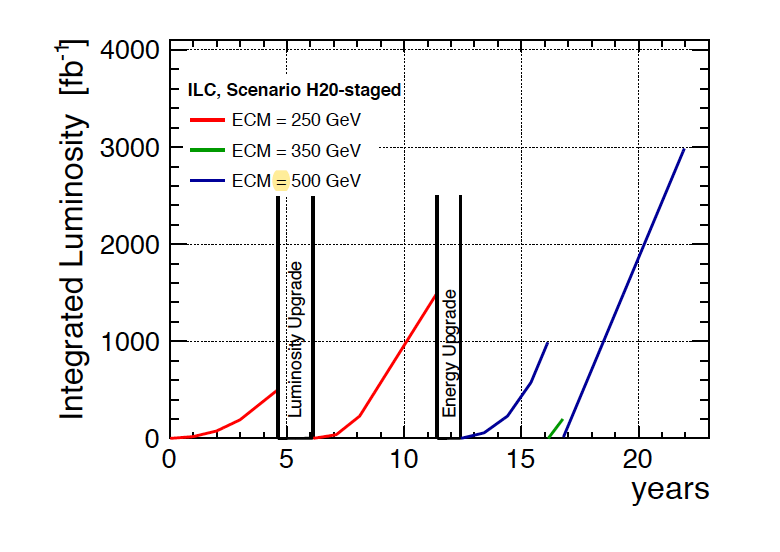 Integrated Luminosity [fb⁻¹]
4000
3000
2000
1000
0
ILC, Scenario H20-staged
ECM = 250 GeV
ECM = 350 GeV
ECM = 500 GeV
Luminosity Upgrade
Energy Upgrade
0 5 10 15 20
years